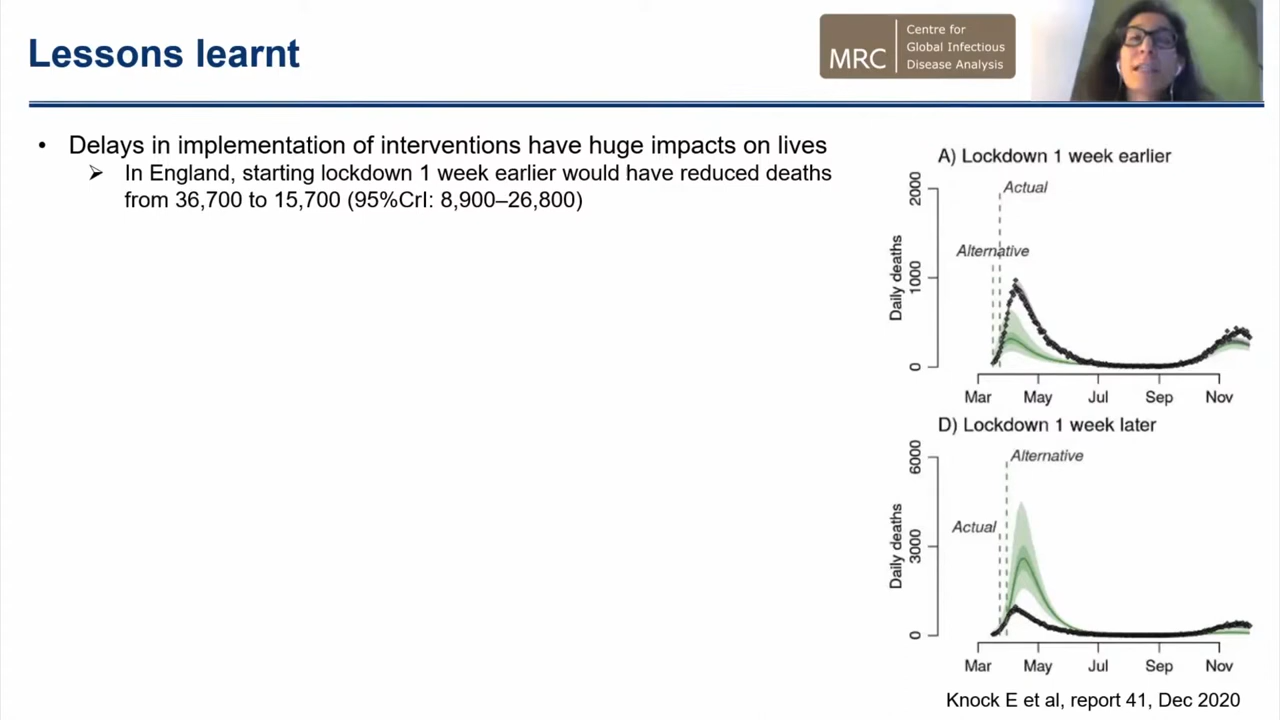 Lessons learnt
MRC
Centre for
Global Infectious
Disease Analysis
• Delays in implementation of interventions have huge impacts on lives
➢ In England, starting lockdown 1 week earlier would have reduced deaths
from 36,700 to 15,700 (95%CrI: 8,900–26,800)
A) Lockdown 1 week earlier
Actual
Alternative
Daily deaths
2000
1000
0
Mar May Jul Sep Nov
D) Lockdown 1 week later
Alternative
Actual
Daily deaths
6000
3000
0
Mar May Jul Sep Nov
Knock E et al, report 41, Dec 2020